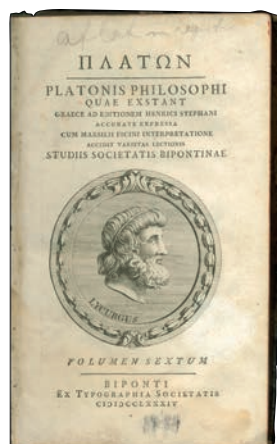 ΠΛΑΤΩΝ
PLATONIS PHILOSOPHI
QUAE EXSTANT
GRAECE AD EDITIONEM HENRICI STEPHANI
ACCURATE EXPRESSA
CUM MARSILII FICINI INTERPRETATIONE
ACCEDIT VARIETAS LECTIONIS
STUDIIS SOCIETATIS BIPONTINAE
LYCURGUS
VOLUMEN SEXTUM
BIPONTI
EX TYPOGRAPHIA SOCIETATIS
CIƆIƆCCLXXXIV